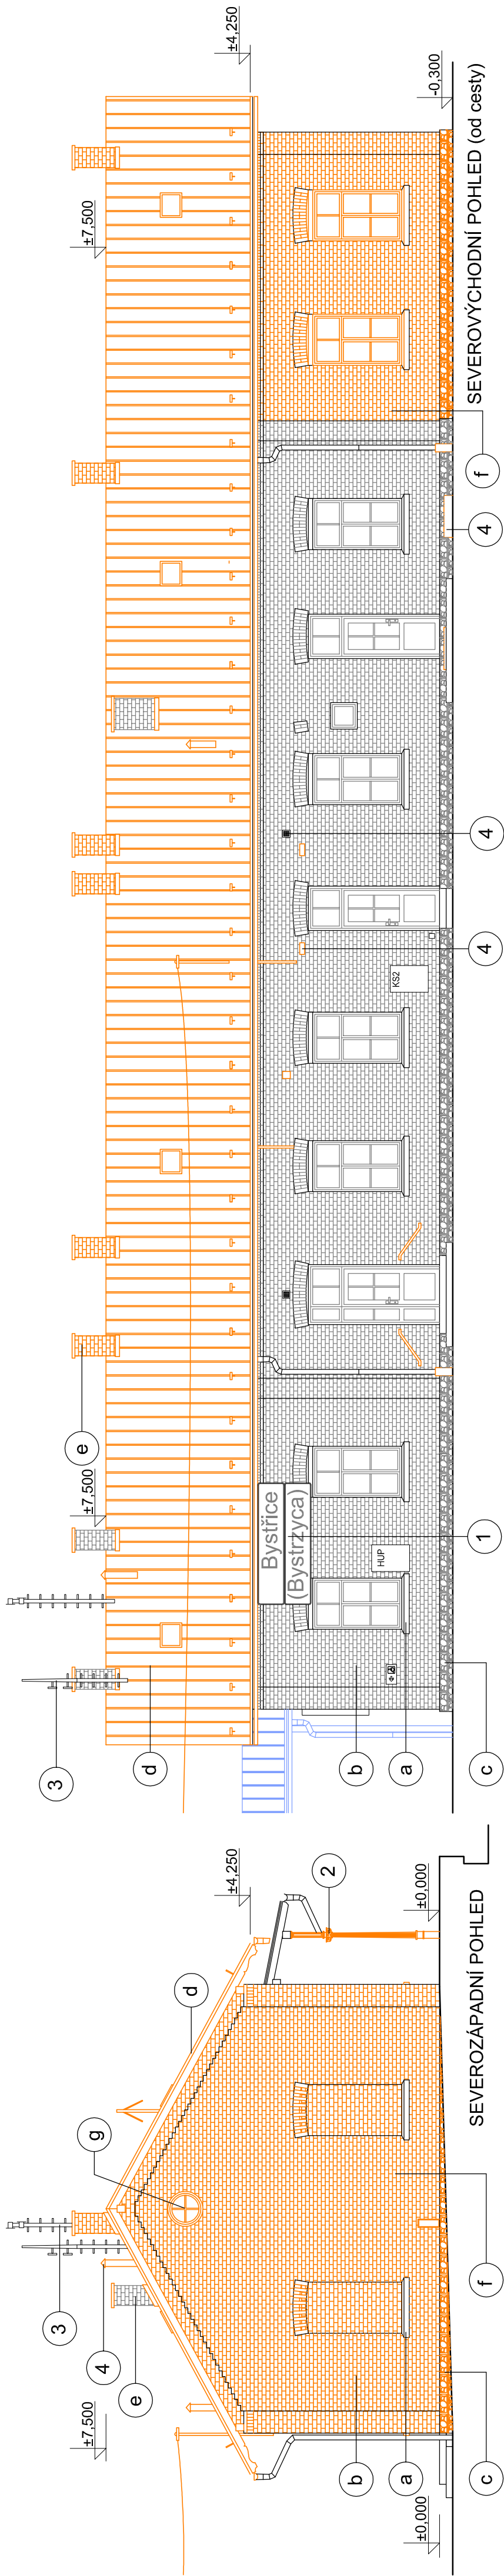 ±7,500
±4,250
±0,000
±0,000
3
4
e
g
d
2
b
a
c
f
SEVEROZÁPADNÍ POHLED
±7,500
±7,500
±4,250
-0,300
3
d
e
b
a
c
1
4
4
4
f
Bystřice
(Bystrzyca)
HUP
KS2
SEVEROVÝCHODNÍ POHLED (od cesty)